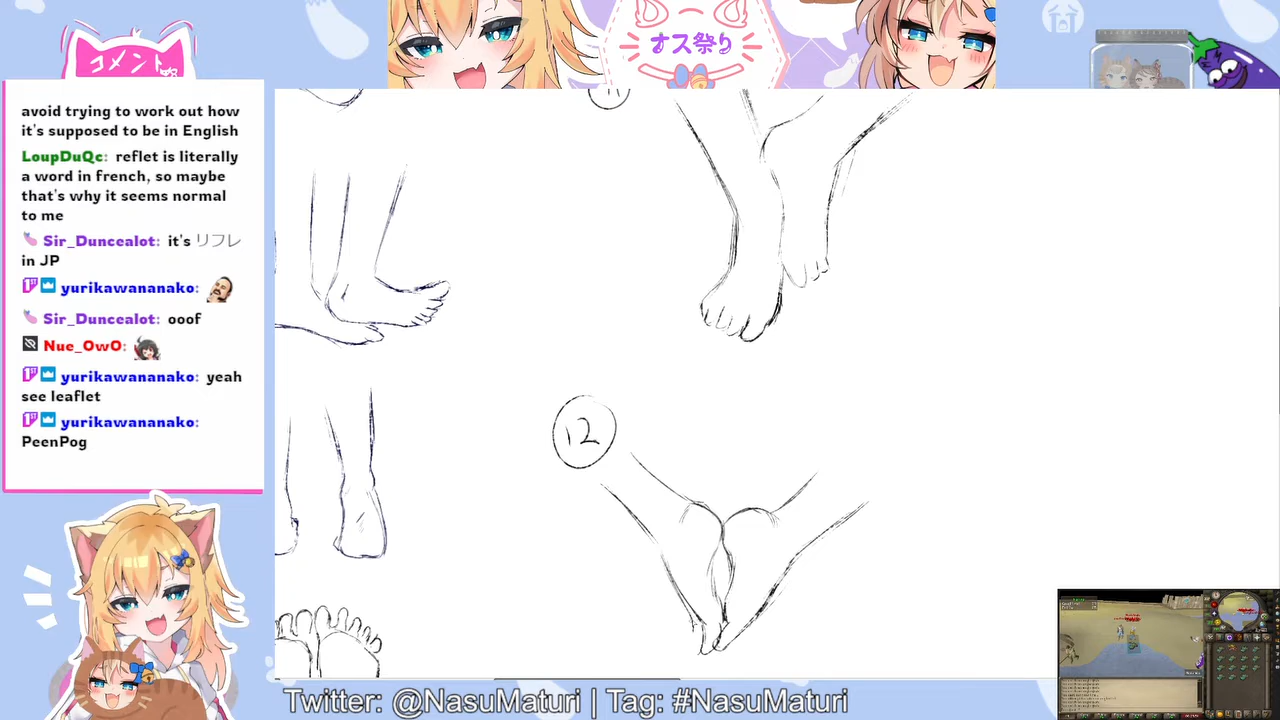 コメント
avoid trying to work out how
it's supposed to be in English
LoupDuQc: reflet is literally
a word in french, so maybe
that's why it seems normal
to me
Sir_Duncealot: it's リフレ
in JP
yurikawananako:
Sir_Duncealot: ooof
Nue_OwO:
yurikawananako: yeah
see leaflet
yurikawananako:
PeenPog
ナス祭り
12
Twitter: @NasuMaturi | Tag: #NasuMaturi